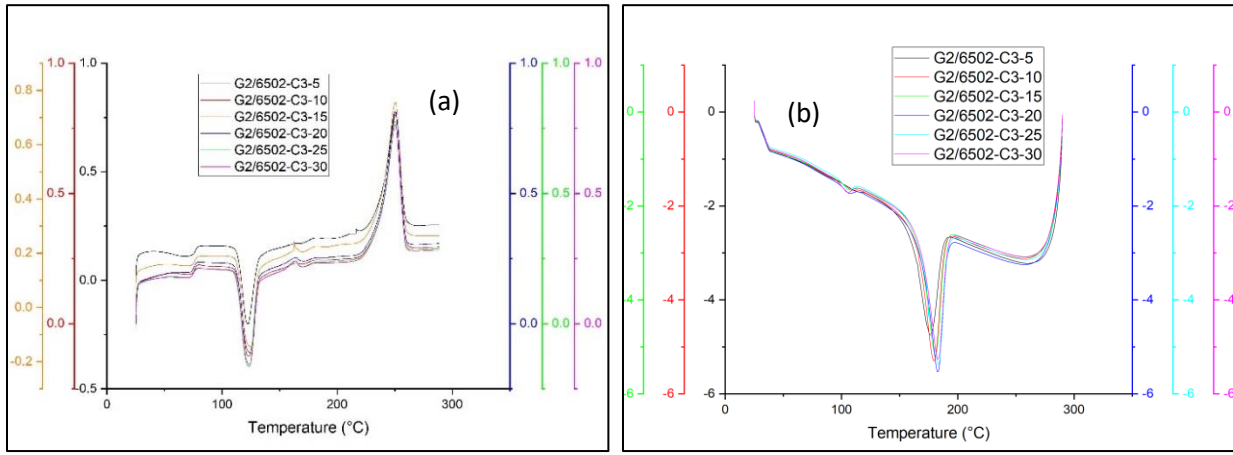 1.0 1.0 1.0 1.0 1.0
0.8
G2/6502-C3-5
G2/6502-C3-10
G2/6502-C3-15
G2/6502-C3-20
G2/6502-C3-25
G2/6502-C3-30
(a)
0.6
0.5 0.5 0.5 0.5 0.5
0.4
0.2
0.0
0.0 0.0 0.0 0.0 0.0
-0.2
-0.5
0 100 200 300
Temperature (°C)
G2/6502-C3-5
G2/6502-C3-10
G2/6502-C3-15
G2/6502-C3-20
G2/6502-C3-25
G2/6502-C3-30
(b)
0 0 0 0 0 0
-2 -2 -2 -2 -2 -2
-4 -4 -4 -4 -4 -4
-6 -6 -6 -6 -6 -6
0 100 200 300
Temperature (°C)